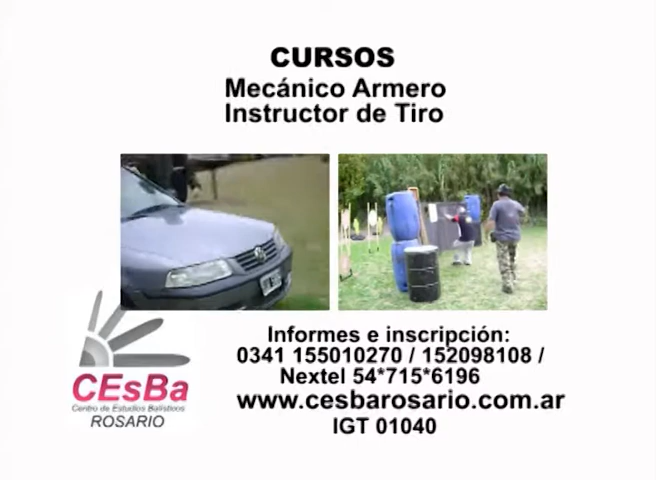 CURSOS
Mecánico Armero
Instructor de Tiro
Informes e inscripción:
0341 155010270 / 152098108 /
Nextel 54*715*6196
www.cesbarosario.com.ar
IGT 01040
CEsBa
Centro de Estudios Balísticos
ROSARIO